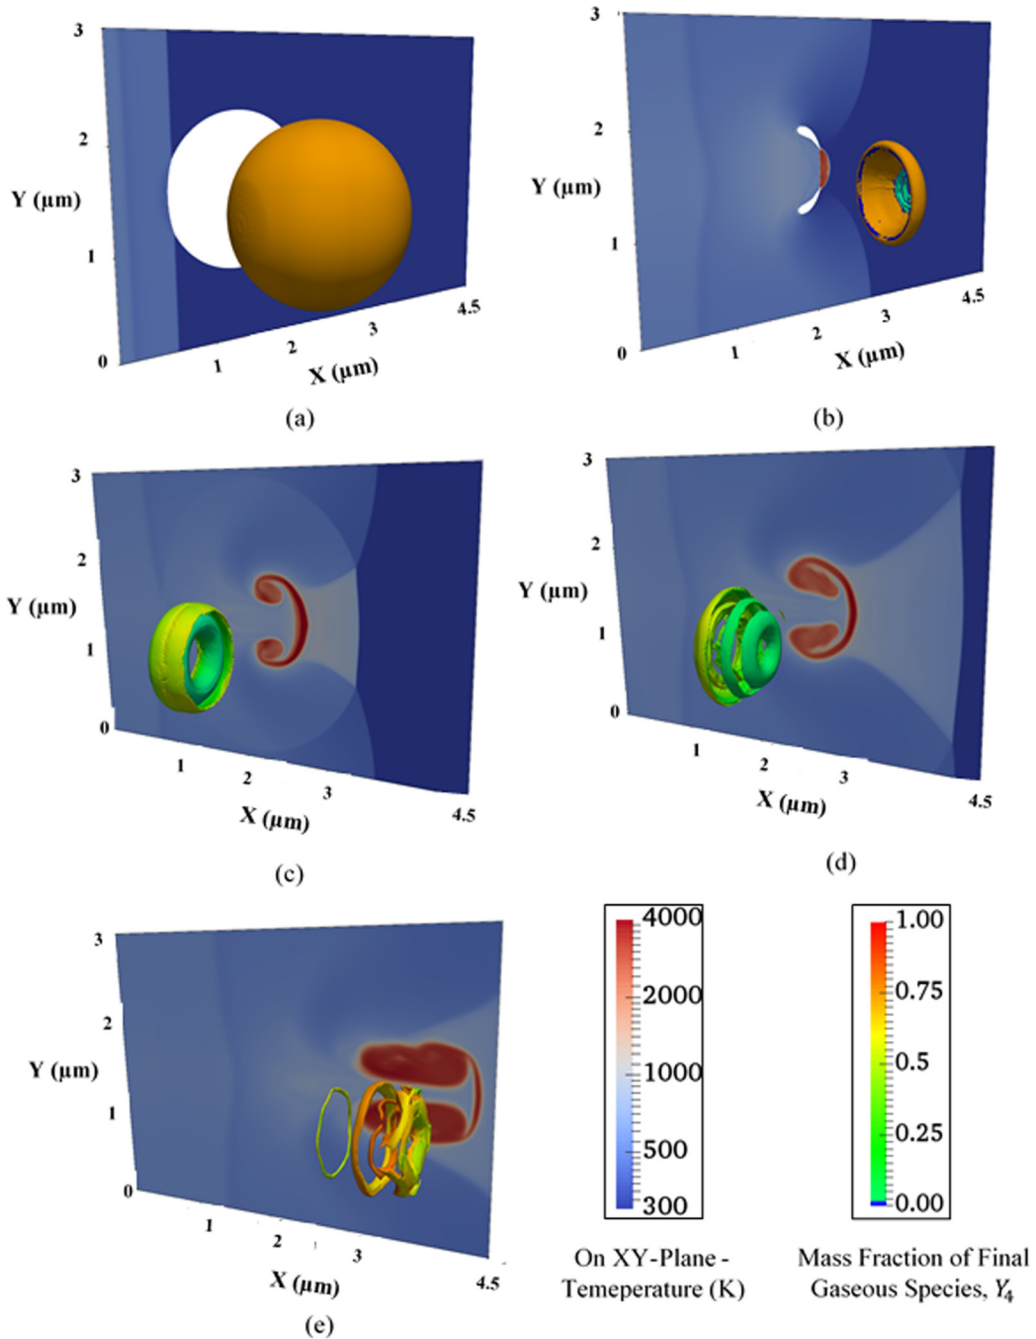 3
2
Y (µm)
1
0
1
2
3
4.5
X (µm)
(a)
3
2
Y (µm)
1
0
1
2
3
4.5
X (µm)
(b)
3
2
Y (µm)
1
0
1
2
3
4.5
X (µm)
(c)
3
2
Y (µm)
1
0
1
2
3
4.5
X (µm)
(d)
3
2
Y (µm)
1
0
1
2
3
4.5
X (µm)
(e)
4000
2000
1000
500
300
On XY-Plane -
Temeperature (K)
1.00
0.75
0.5
0.25
0.00
Mass Fraction of Final
Gaseous Species, Y₄